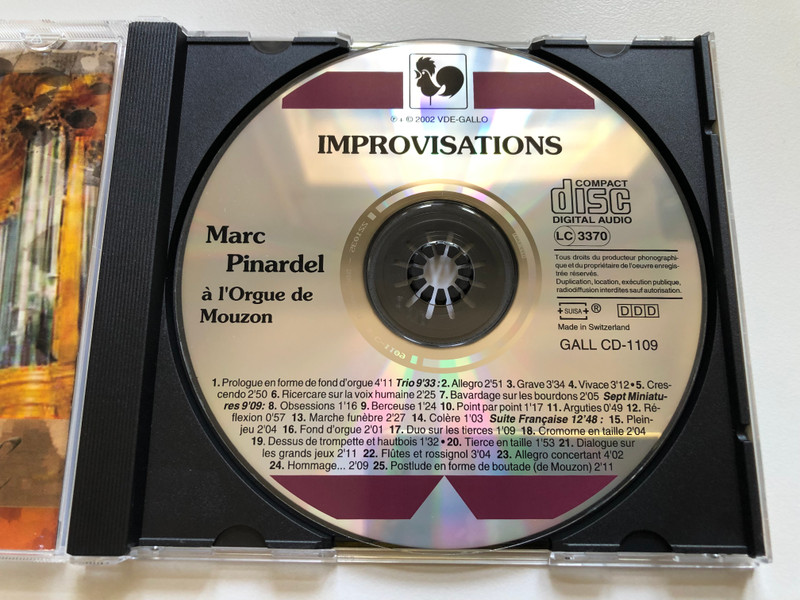 ℗+© 2002 VDE-GALLO
IMPROVISATIONS
COMPACT
disc
DIGITAL AUDIO
LC 3370
Marc
Pinardel
à l'Orgue de
Mouzon
Tous droits du producteur phonographi-
que et du propriétaire de l'oeuvre enregis-
trée réservés.
Duplication, location, exécution publique,
radiodiffusion interdites sauf autorisation.
SUISA ® DDD
Made in Switzerland
GALL CD-1109
1. Prologue en forme de fond d'orgue 4'11 Trio 9'33 : 2. Allegro 2'51 3. Grave 3'34 4. Vivace 3'12 • 5. Cres-
cendo 2'50 6. Ricercare sur la voix humaine 2'25 7. Bavardage sur les bourdons 2'05 Sept Miniatu-
res 9'09: 8. Obsessions 1'16 9. Berceuse 1'24 10. Point par point 1'17 11. Arguties 0'49 12. Ré-
flexion 0'57 13. Marche funèbre 2'27 14. Colère 1'03 Suite Française 12'48 : 15. Plein-
jeu 2'04 16. Fond d'orgue 2'01 17. Duo sur les tierces 1'09 18. Cromorne en taille 2'04
19. Dessus de trompette et hautbois 1'32 • 20. Tierce en taille 1'53 21. Dialogue sur
les grands jeux 2'11 22. Flûtes et rossignol 3'04 23. Allegro concertant 4'02
24. Hommage... 2'09 25. Postlude en forme de boutade (de Mouzon) 2'11